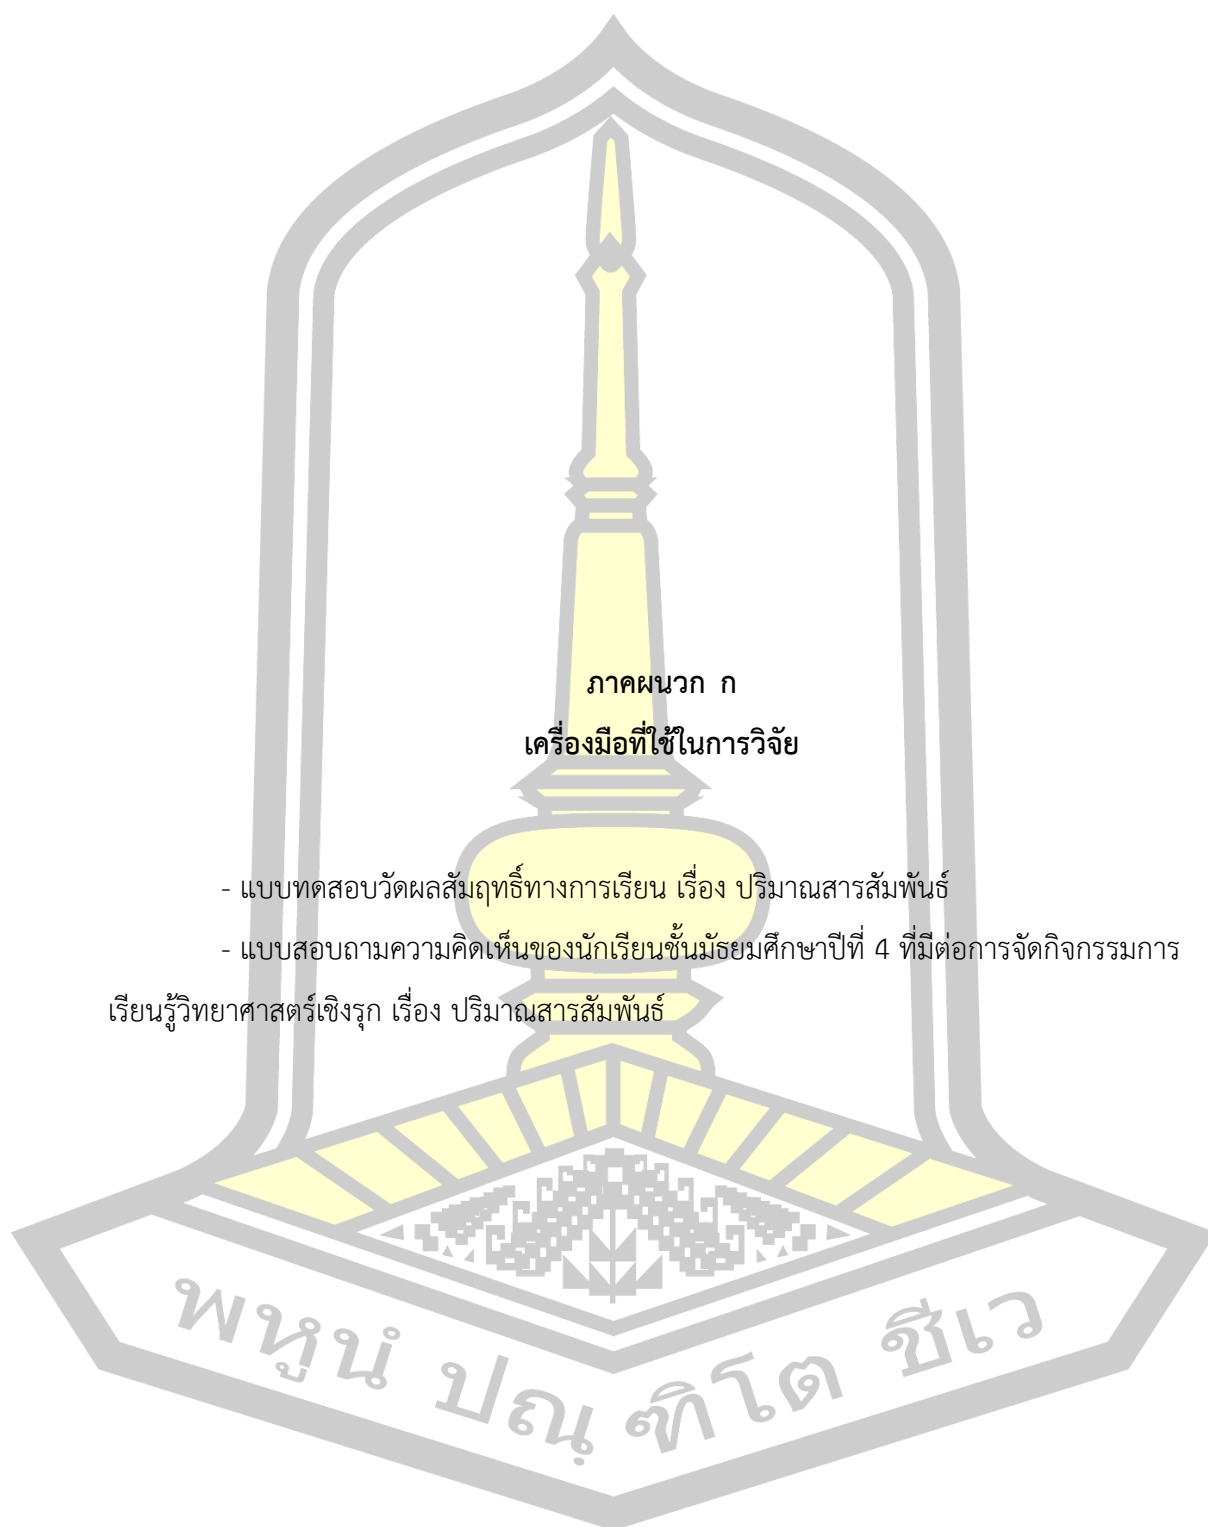 ภาคผนวก ก
เครื่องมือที่ใช้ในการวิจัย
- แบบทดสอบวัดผลสัมฤทธิ์ทางการเรียน เรื่อง ปริมาณสารสัมพันธ์
- แบบสอบถามความคิดเห็นของนักเรียนชั้นมัธยมศึกษาปีที่ 4 ที่มีต่อการจัดกิจกรรมการ
เรียนรู้วิทยาศาสตร์เชิงรุก เรื่อง ปริมาณสารสัมพันธ์
พหูนํ ปณฺฑิโต ชีเว